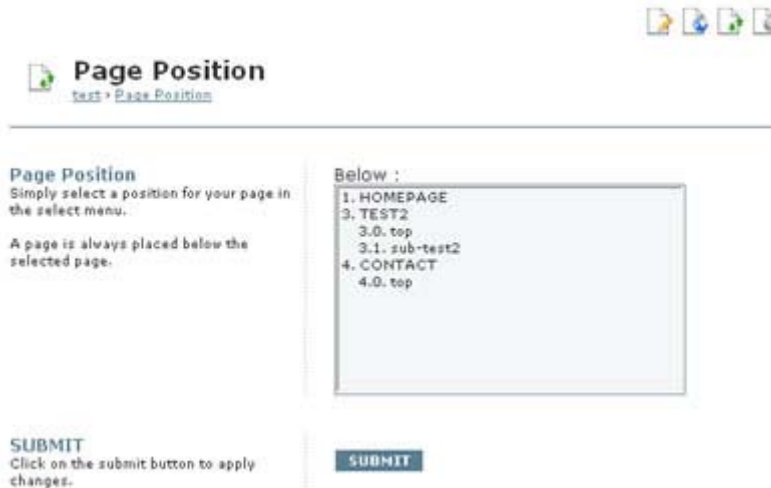 Page Position
test › Page Position
Page Position
Simply select a position for your page in
the select menu.
A page is always placed below the
selected page.
Below :
1. HOMEPAGE
3. TEST2
3.0. top
3.1. sub-test2
4. CONTACT
4.0. top
SUBMIT
Click on the submit button to apply
changes.
SUBMIT